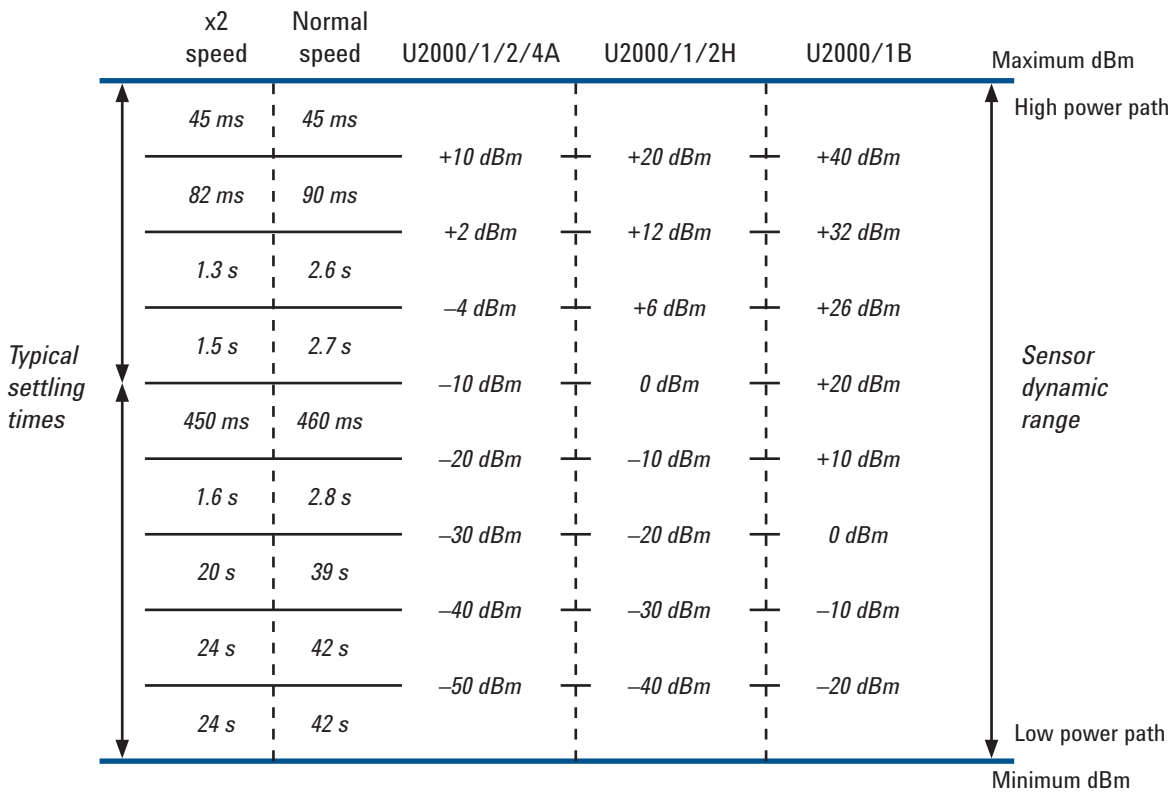 x2 speed
Normal speed
U2000/1/2/4A
U2000/1/2H
U2000/1B
Maximum dBm
High power path
45 ms 45 ms
+10 dBm +20 dBm +40 dBm
82 ms 90 ms
+2 dBm +12 dBm +32 dBm
1.3 s 2.6 s
–4 dBm +6 dBm +26 dBm
1.5 s 2.7 s
Typical
settling
times
–10 dBm 0 dBm +20 dBm
Sensor
dynamic
range
450 ms 460 ms
–20 dBm –10 dBm +10 dBm
1.6 s 2.8 s
–30 dBm –20 dBm 0 dBm
20 s 39 s
–40 dBm –30 dBm –10 dBm
24 s 42 s
–50 dBm –40 dBm –20 dBm
24 s 42 s
Low power path
Minimum dBm